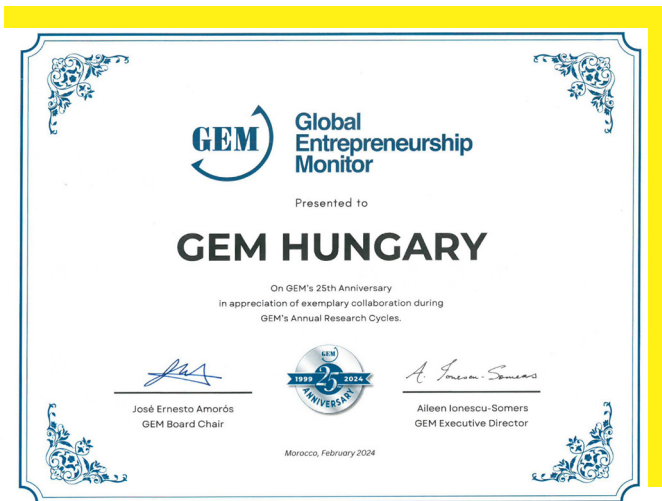 GEM
Global
Entrepreneurship
Monitor
Presented to
GEM HUNGARY
On GEM's 25th Anniversary
in appreciation of exemplary collaboration during
GEM's Annual Research Cycles.
GEM
1999 25 2024
ANNIVERSARY
A. Ionescu-Somers
José Ernesto Amorós
GEM Board Chair
Aileen Ionescu-Somers
GEM Executive Director
Morocco, February 2024